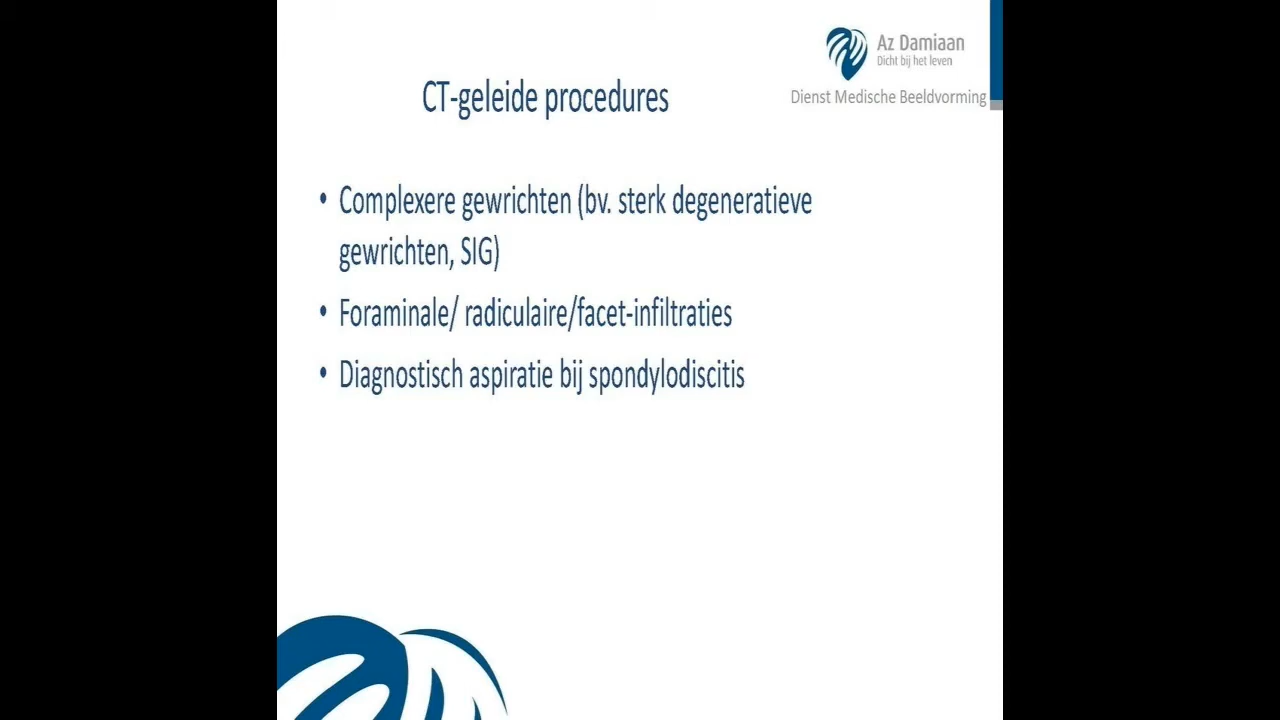 Az Damiaan
Dicht bij het leven
Dienst Medische Beeldvorming
CT-geleide procedures
• Complexere gewrichten (bv. sterk degeneratieve
gewrichten, SIG)
• Foraminale/ radiculaire/facet-infiltraties
• Diagnostisch aspiratie bij spondylodiscitis